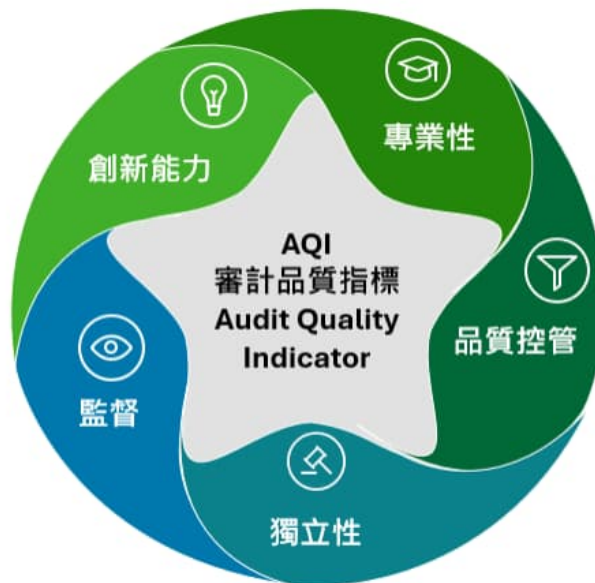 創新能力
專業性
AQI
審計品質指標
Audit Quality
Indicator
品質控管
監督
獨立性